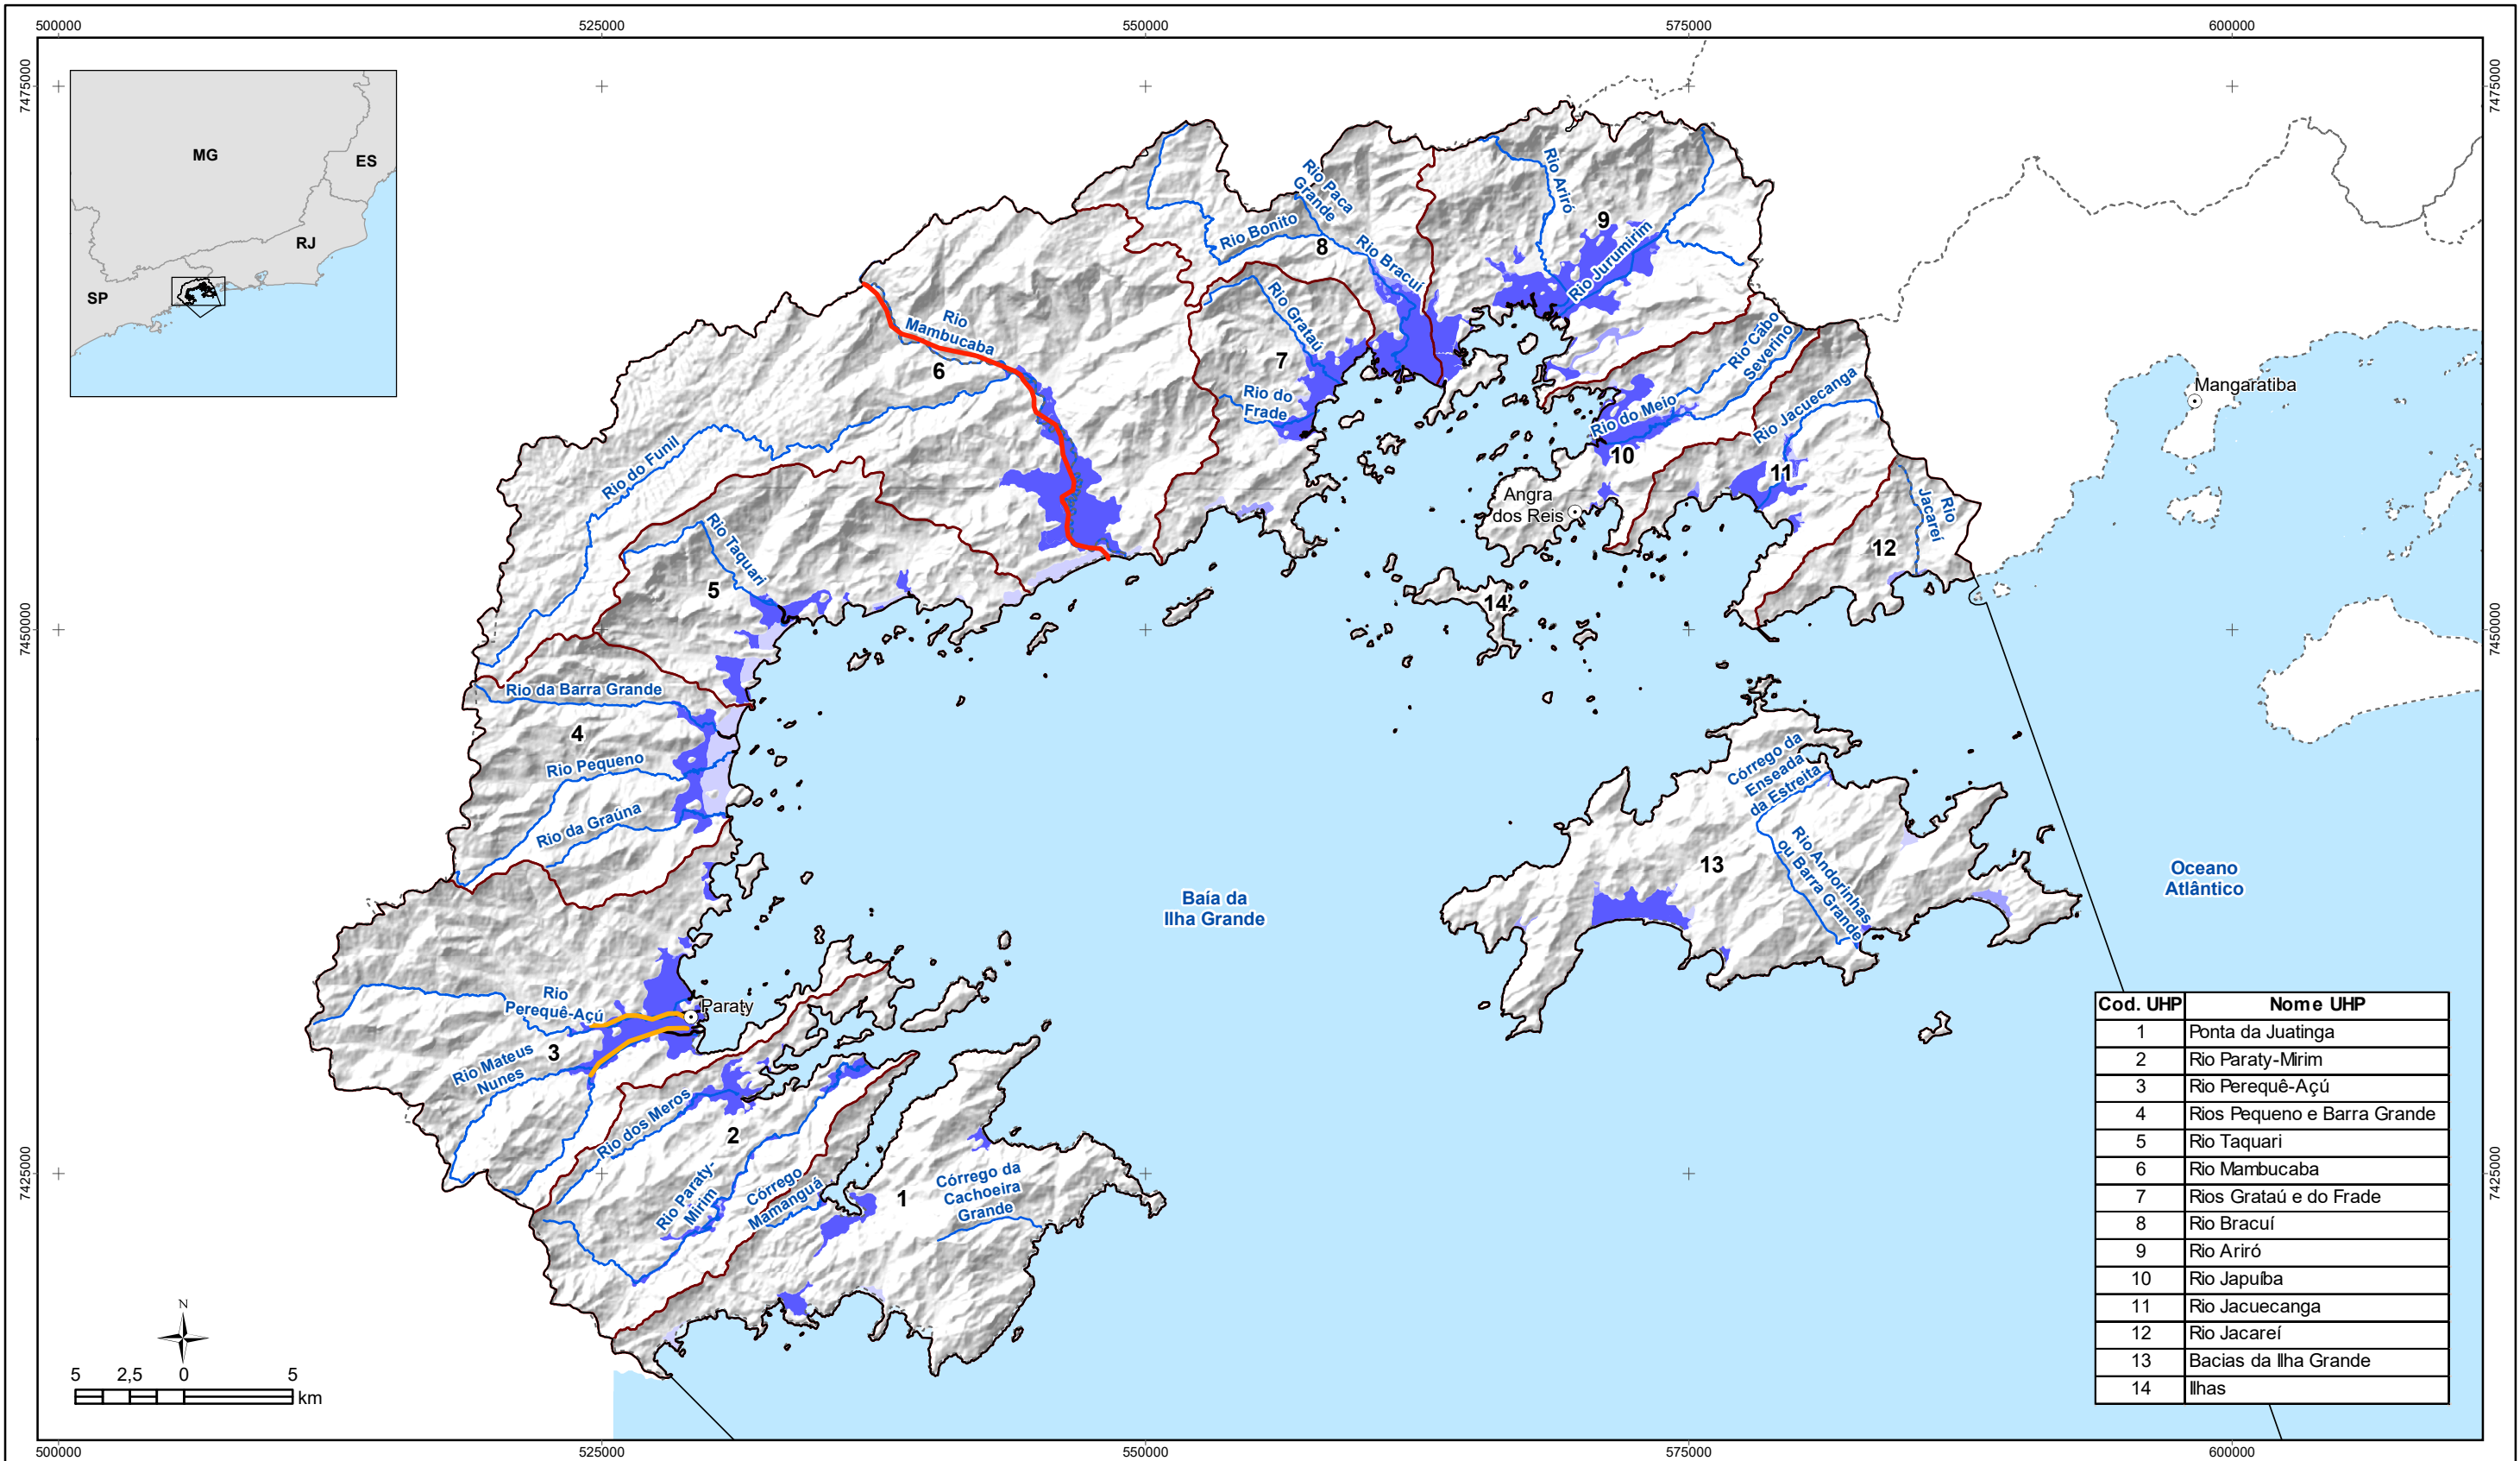 500000
525000
550000
575000
600000
7475000
7475000
MG
ES
RJ
SP
Rio Ariró
Rio Paca
Grande
9
Rio Bonito
8
Rio Bracuí
Rio Jurumirim
Rio
Mambucaba
6
Rio Grataú
7
Rio Cabo
Severino
Rio do
Frade
Rio do Meio
Rio Jacuecanga
Mangaratiba
10
11
Rio do Funil
Angra
dos Reis
Rio
Jacareí
12
Rio Taquari
5
14
7450000
7450000
Rio da Barra Grande
4
Rio Pequeno
Rio da Graúna
Córrego da
Enseada
da Estreita
13
Rio Andorinhas
ou Barra Grande
Baía da
Ilha Grande
Oceano
Atlântico
Rio
Perequê-Açú
Paraty
3
Rio Mateus
Nunes
Rio dos Meros
2
Rio Paraty-
Mirim
Córrego
Mamanguá
1
Córrego da
Cachoeira
Grande
7425000
7425000
Cod. UHP Nome UHP
1 Ponta da Juatinga
2 Rio Paraty-Mirim
3 Rio Perequê-Açú
4 Rios Pequeno e Barra Grande
5 Rio Taquari
6 Rio Mambucaba
7 Rios Grataú e do Frade
8 Rio Bracuí
9 Rio Ariró
10 Rio Japuíba
11 Rio Jacuecanga
12 Rio Jacareí
13 Bacias da Ilha Grande
14 Ilhas
N
5 2,5 0 5
km
500000
525000
550000
575000
600000